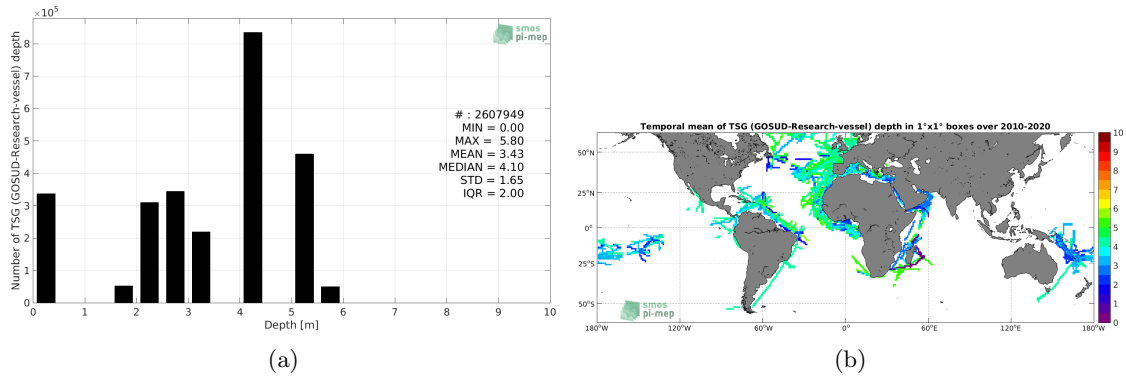 ×10⁵
8
7
6
5
4
3
2
1
0
Number of TSG (GOSUD-Research-vessel) depth
smos
pi-mep
# : 2607949
MIN = 0.00
MAX = 5.80
MEAN = 3.43
MEDIAN = 4.10
STD = 1.65
IQR = 2.00
0 1 2 3 4 5 6 7 8 9 10
Depth [m]
(a)
Temporal mean of TSG (GOSUD-Research-vessel) depth in 1°x1° boxes over 2010-2020
50°N
25°N
0°
25°S
50°S
smos
pi-mep
180°W 120°W 60°W 0° 60°E 120°E 180°W
10
9
8
7
6
5
4
3
2
1
0
(b)